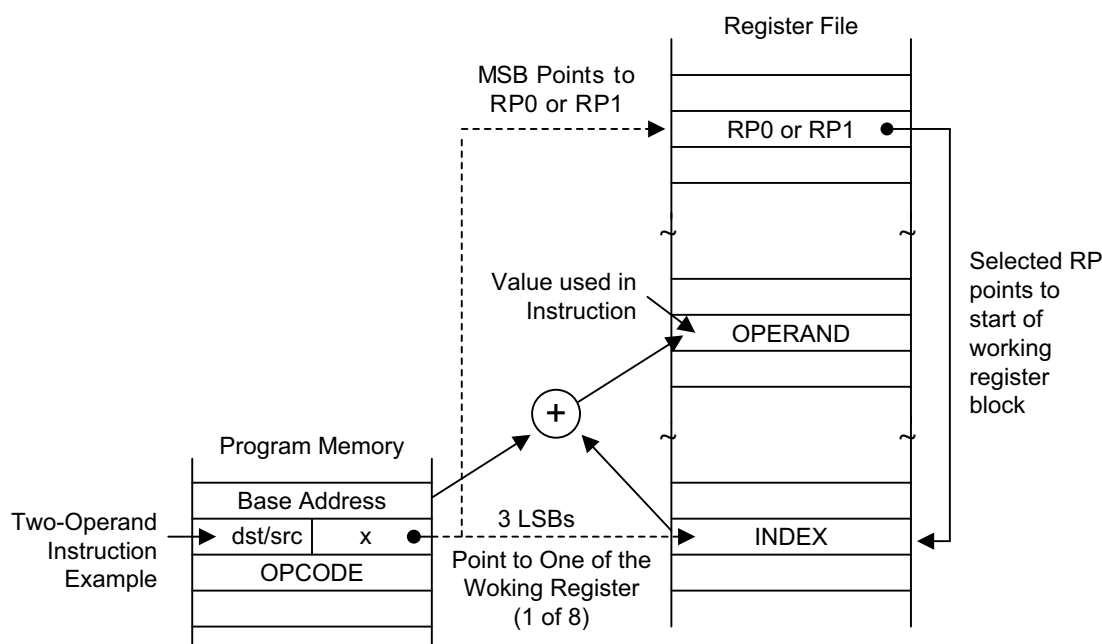 Register File
MSB Points to
RP0 or RP1
RP0 or RP1
~
~
Selected RP
points to
start of
working
register
block
Value used in
Instruction
OPERAND
+
~
~
Program Memory
Base Address
Two-Operand
Instruction
Example
dst/src
x
OPCODE
3 LSBs
Point to One of the
Woking Register
(1 of 8)
INDEX